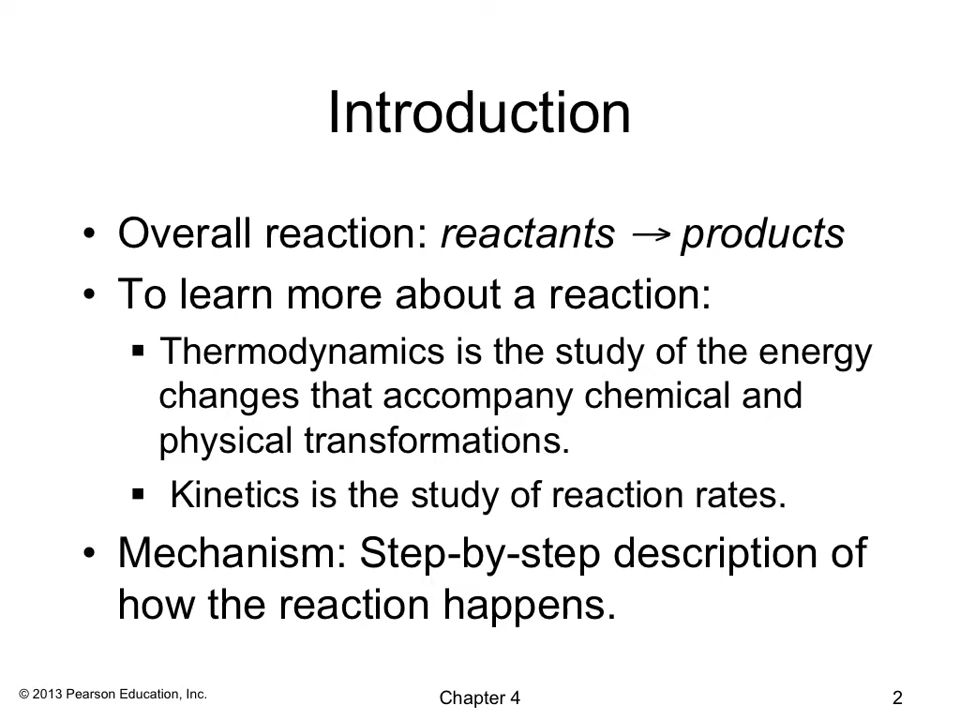 Introduction
• Overall reaction: reactants → products
• To learn more about a reaction:
▪ Thermodynamics is the study of the energy
changes that accompany chemical and
physical transformations.
▪ Kinetics is the study of reaction rates.
• Mechanism: Step-by-step description of
how the reaction happens.
© 2013 Pearson Education, Inc.
Chapter 4
2